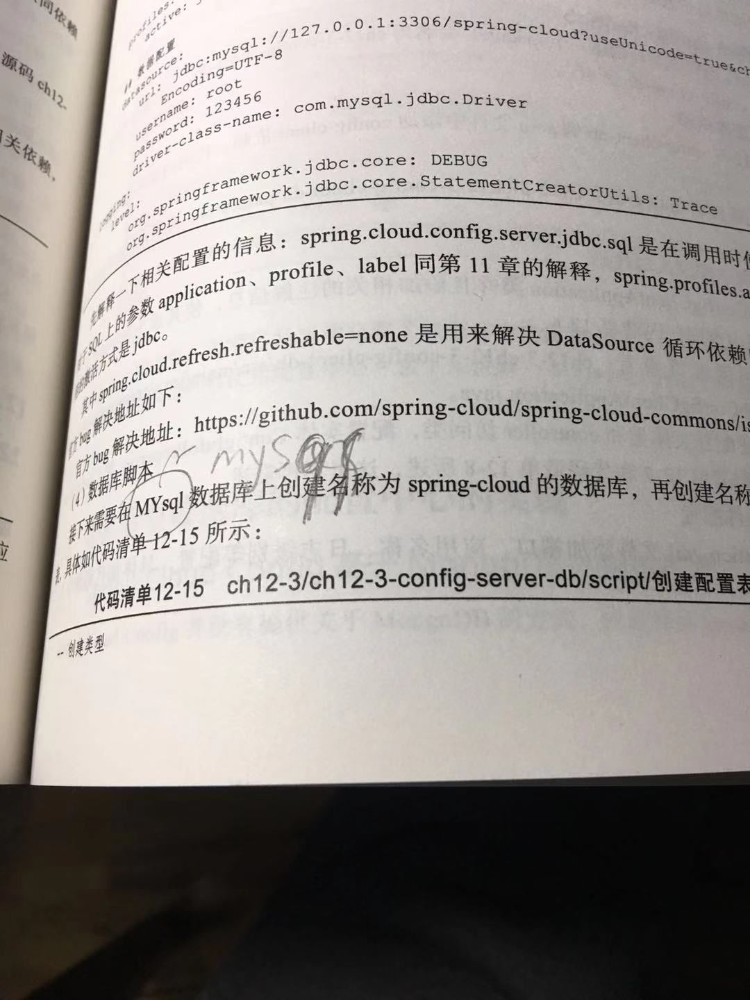 间依赖
源码 ch12-
关依赖，
profiles:
active:
## 数据配置
datasource:
url: jdbc:mysql://127.0.0.1:3306/spring-cloud?useUnicode=true&ch
Encoding=UTF-8
username: root
password: 123456
driver-class-name: com.mysql.jdbc.Driver
logging:
level:
org.springframework.jdbc.core: DEBUG
org.springframework.jdbc.core.StatementCreatorUtils: Trace
先解释一下相关配置的信息：spring.cloud.config.server.jdbc.sql 是在调用时使
于 SQL 上的参数 application、profile、label 同第 11 章的解释，spring.profiles.a
的激活方式是 jdbc。
其中 spring.cloud.refresh.refreshable=none 是用来解决 DataSource 循环依赖
官方 bug 解决地址如下：
官方 bug 解决地址：https://github.com/spring-cloud/spring-cloud-commons/is
mysql
（4）数据库脚本
接下来需要在 MYsql 数据库上创建名称为 spring-cloud 的数据库，再创建名称
表，具体如代码清单 12-15 所示：
代码清单12-15 ch12-3/ch12-3-config-server-db/script/创建配置表
-- 创建类型